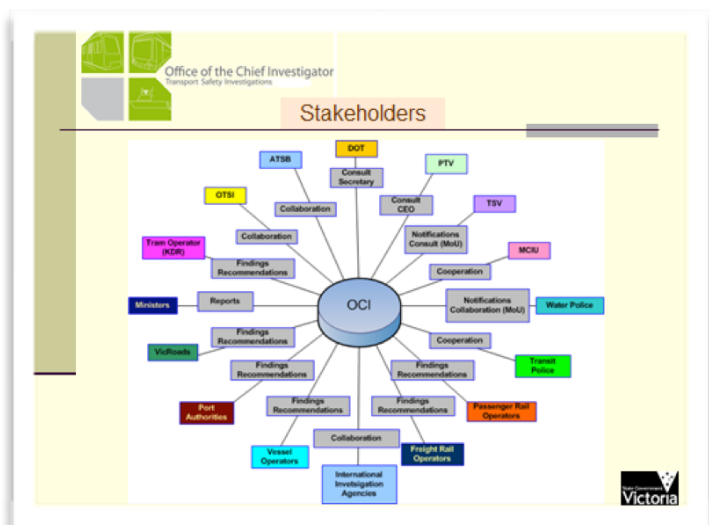 Office of the Chief Investigator
Transport Safety Investigations
Stakeholders
DOT
ATSB
PTV
Consult
Secretary
OTSI
TSV
Collaboration
Consult
CEO
Tram Operator
(KDR)
Collaboration
Notifications
Consult (MoU)
MCIU
Findings
Recommendations
Cooperation
Ministers
Reports
OCI
Notifications
Collaboration (MoU)
Water Police
VicRoads
Findings
Recommendations
Cooperation
Transit
Police
Findings
Recommendations
Findings
Recommendations
Port
Authorities
Findings
Recommendations
Findings
Recommendations
Passenger Rail
Operators
Vessel
Operators
Collaboration
Freight Rail
Operators
International
Invetsigation
Agencies
State Government
Victoria